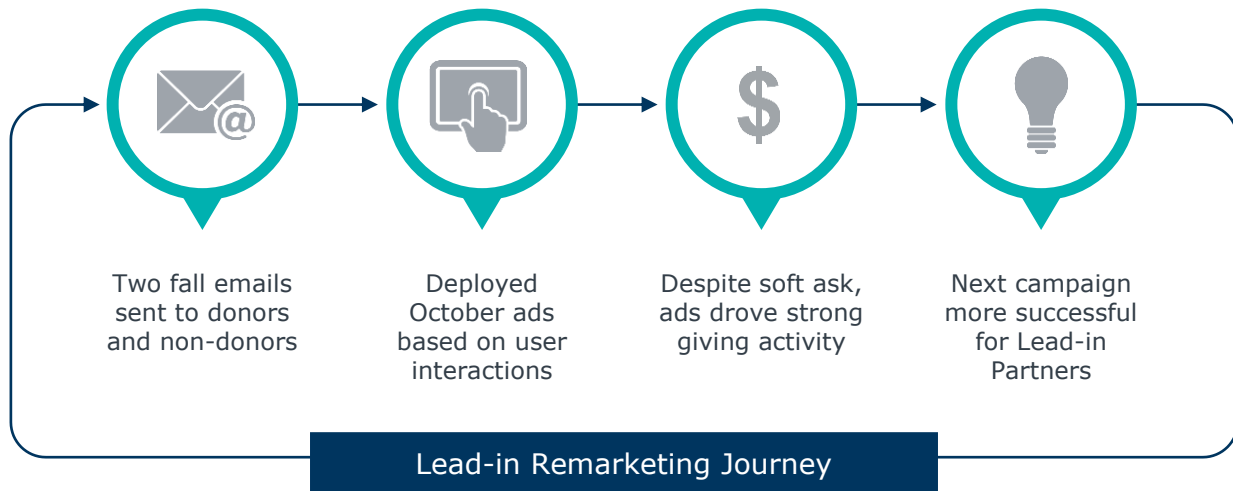 @
$
Two fall emails
sent to donors
and non-donors
Deployed
October ads
based on user
interactions
Despite soft ask,
ads drove strong
giving activity
Next campaign
more successful
for Lead-in
Partners
Lead-in Remarketing Journey